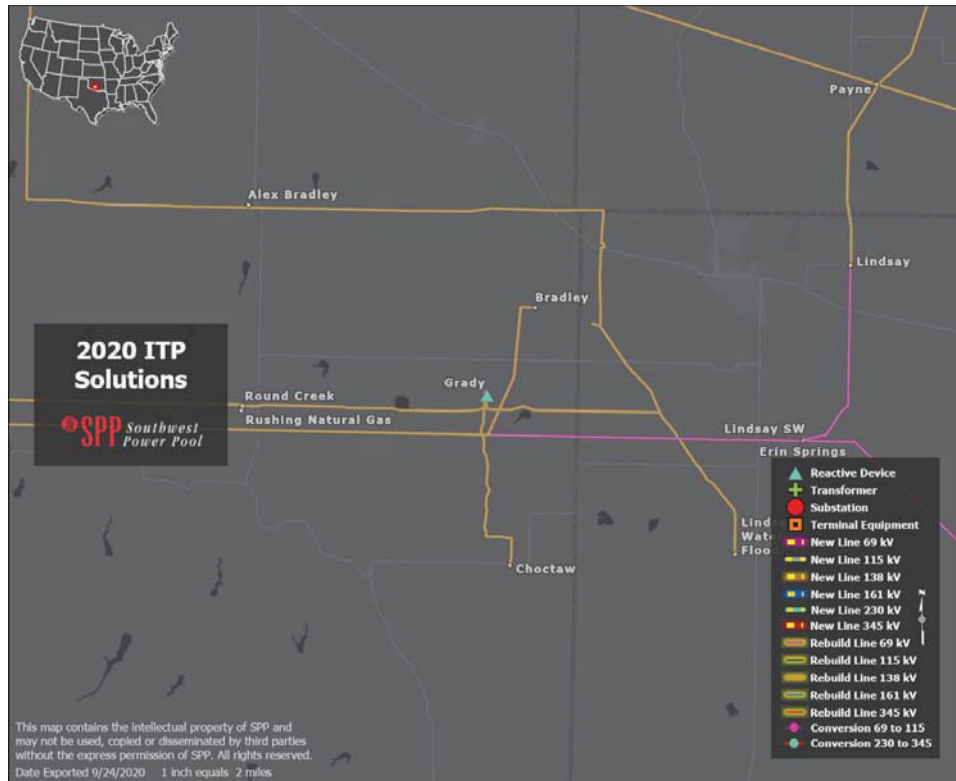 Payne
Alex Bradley
Lindsay
Bradley
2020 ITP
Solutions
SPP Southwest
Power Pool
Grady
Round Creek
Rushing Natural Gas
Lindsay SW
Erin Springs
Water
Flood
Choctaw
Reactive Device
Transformer
Substation
Terminal Equipment
New Line 69 kV
New Line 115 kV
New Line 138 kV
New Line 161 kV
New Line 230 kV
New Line 345 kV
Rebuild Line 69 kV
Rebuild Line 115 kV
Rebuild Line 138 kV
Rebuild Line 161 kV
Rebuild Line 345 kV
Conversion 69 to 115
Conversion 230 to 345
N
This map contains the intellectual property of SPP and
may not be used, copied or disseminated by third parties
without the express permission of SPP. All rights reserved.
Date Exported 9/24/2020 1 inch equals 2 miles